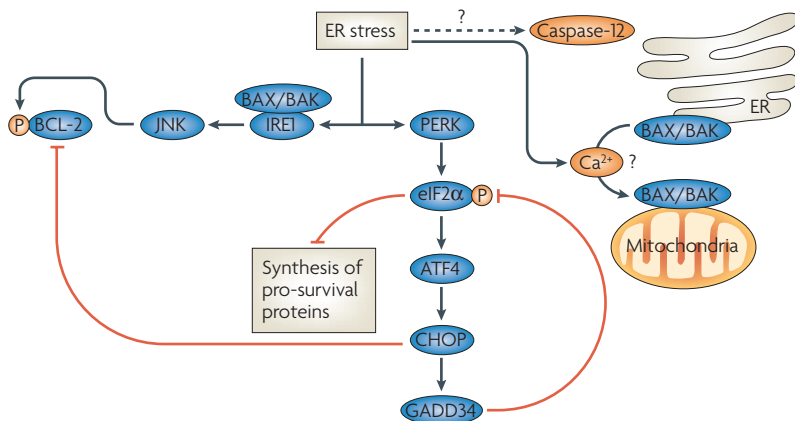 ER stress
?
Caspase-12
ER
BAX/BAK
P
BCL-2
JNK
IRE1
PERK
BAX/BAK
Ca2+
?
eIF2α
P
BAX/BAK
Mitochondria
Synthesis of
pro-survival
proteins
ATF4
CHOP
GADD34